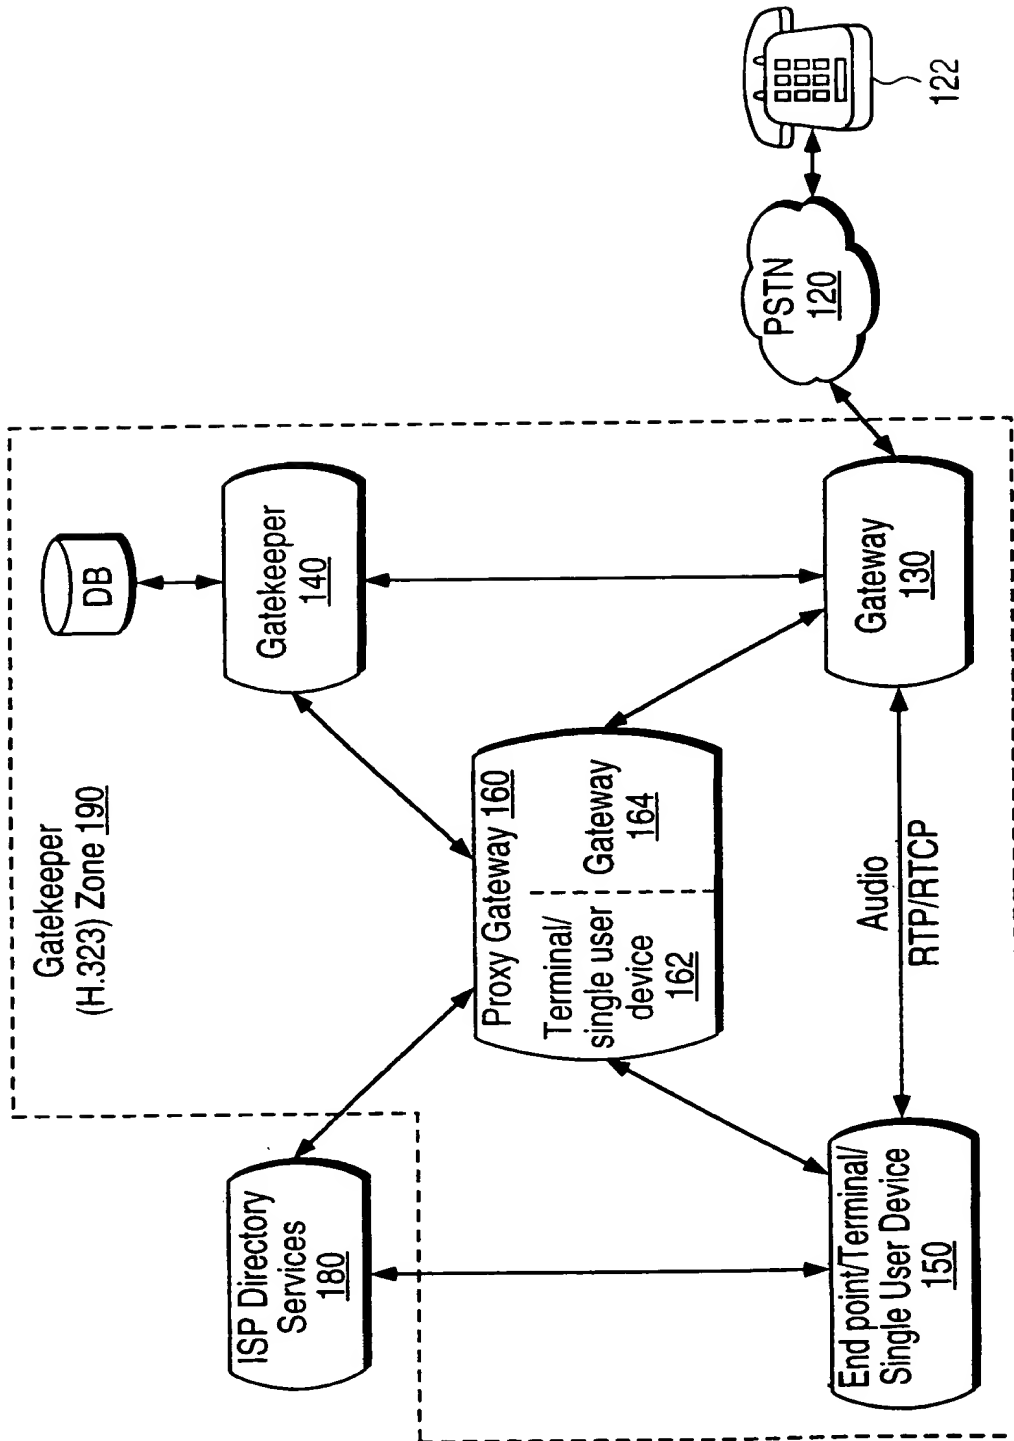 Gatekeeper
(H.323) Zone 190
DB
ISP Directory
Services
180
Gatekeeper
140
Proxy Gateway 160
Terminal/
single user
device
162
Gateway
164
End point/Terminal/
Single User Device
150
Audio
RTP/RTCP
Gateway
130
PSTN
120
122